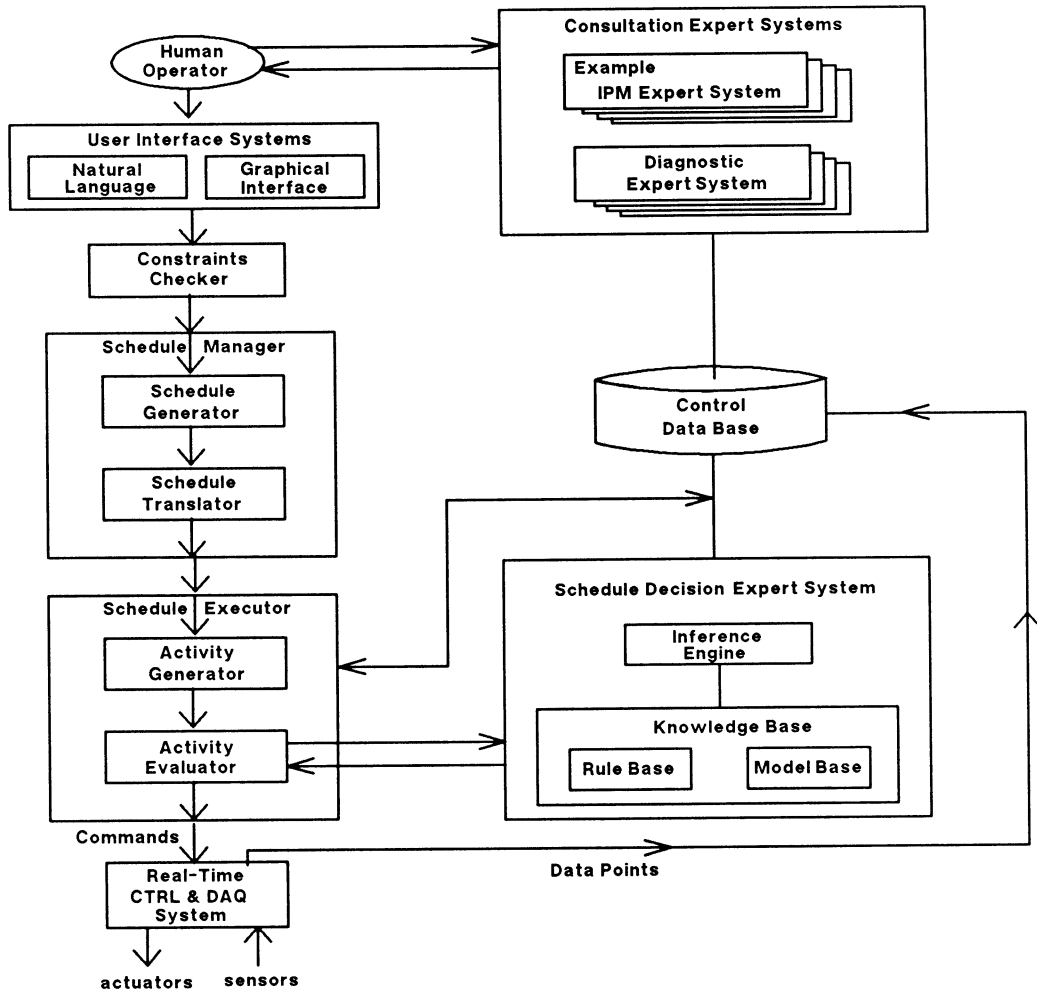 Human
Operator
Consultation Expert Systems
Example
IPM Expert System
Diagnostic
Expert System
User Interface Systems
Natural
Language
Graphical
Interface
Constraints
Checker
Schedule Manager
Schedule
Generator
Schedule
Translator
Control
Data Base
Schedule Executor
Activity
Generator
Activity
Evaluator
Schedule Decision Expert System
Inference
Engine
Knowledge Base
Rule Base
Model Base
Commands
Real-Time
CTRL & DAQ
System
Data Points
actuators
sensors